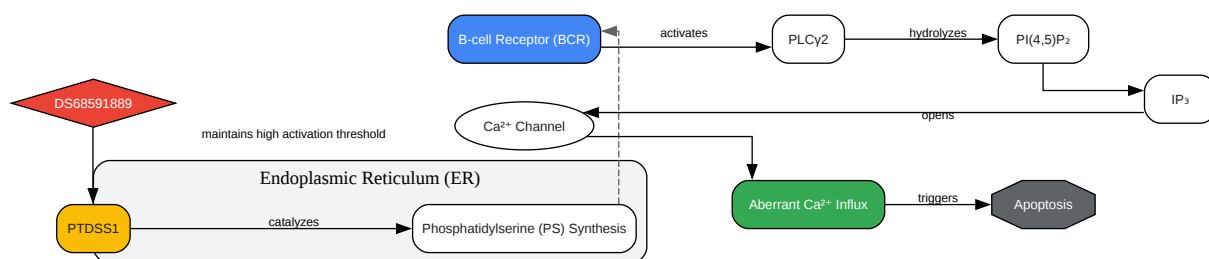 B-cell Receptor (BCR)
activates
PLCγ2
hydrolyzes
PI(4,5)P₂
DS68591889
IP₃
opens
Ca²⁺ Channel
maintains high activation threshold
Endoplasmic Reticulum (ER)
PTDSS1
catalyzes
Phosphatidylserine (PS) Synthesis
Aberrant Ca²⁺ Influx
triggers
Apoptosis